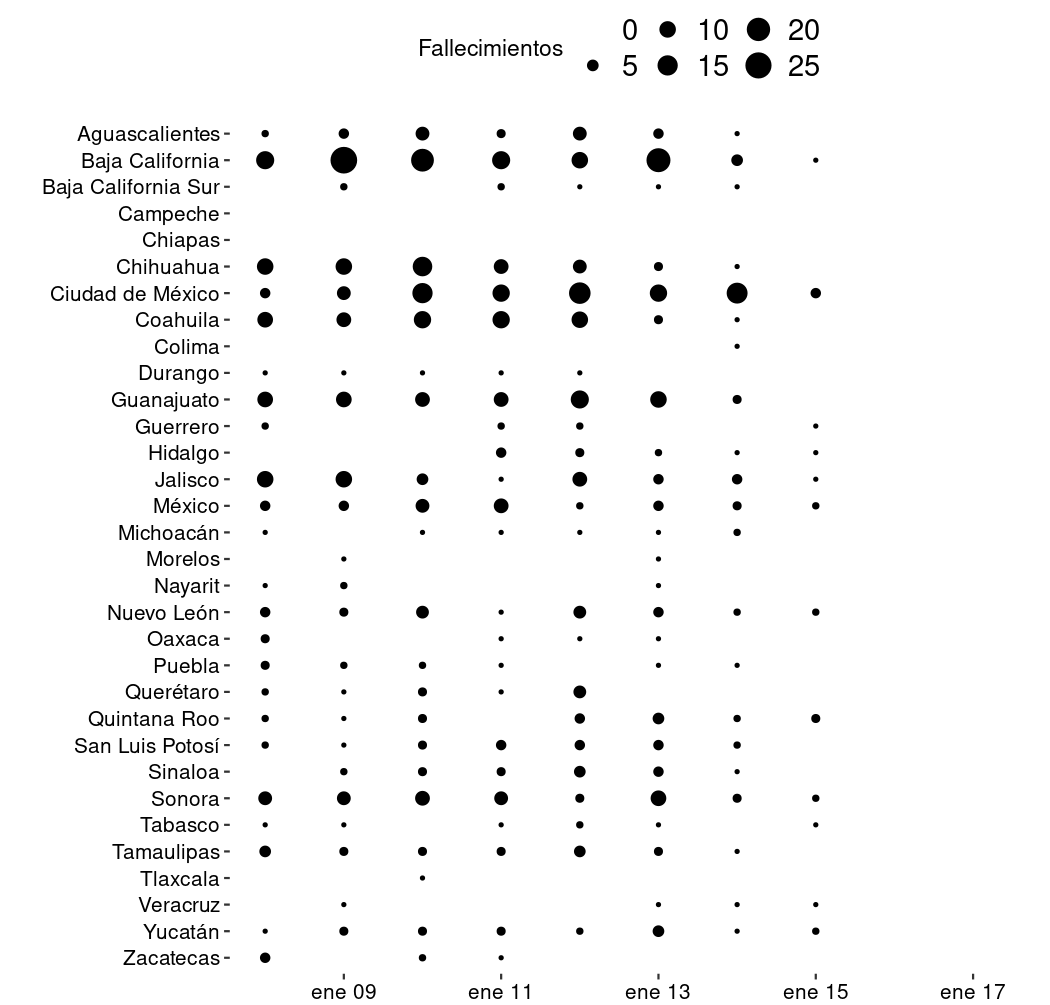 Fallecimientos
0 10 20
5 15 25
Aguascalientes
Baja California
Baja California Sur
Campeche
Chiapas
Chihuahua
Ciudad de México
Coahuila
Colima
Durango
Guanajuato
Guerrero
Hidalgo
Jalisco
México
Michoacán
Morelos
Nayarit
Nuevo León
Oaxaca
Puebla
Querétaro
Quintana Roo
San Luis Potosí
Sinaloa
Sonora
Tabasco
Tamaulipas
Tlaxcala
Veracruz
Yucatán
Zacatecas
ene 09 ene 11 ene 13 ene 15 ene 17